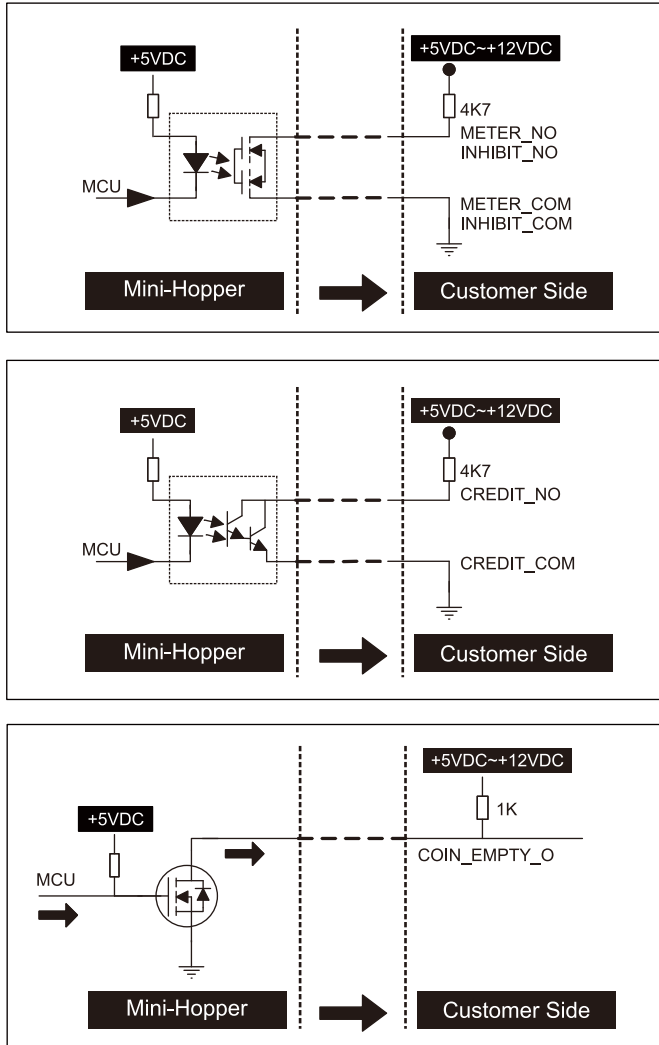 +5VDC
+5VDC~+12VDC
4K7
METER_NO
INHIBIT_NO
MCU
METER_COM
INHIBIT_COM
Mini-Hopper
Customer Side
+5VDC
+5VDC~+12VDC
4K7
CREDIT_NO
MCU
CREDIT_COM
Mini-Hopper
Customer Side
+5VDC~+12VDC
1K
+5VDC
COIN_EMPTY_O
MCU
Mini-Hopper
Customer Side